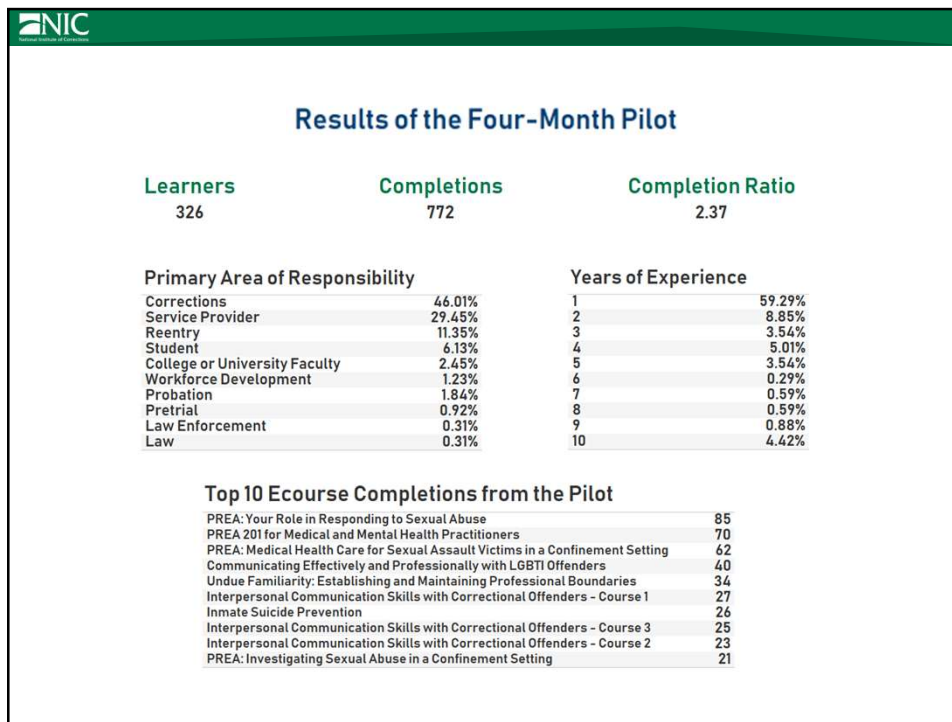 NIC
National Institute of Corrections
Results of the Four-Month Pilot
Learners Completions Completion Ratio
326 772 2.37
Primary Area of Responsibility
Corrections 46.01%
Service Provider 29.45%
Reentry 11.35%
Student 6.13%
College or University Faculty 2.45%
Workforce Development 1.23%
Probation 1.84%
Pretrial 0.92%
Law Enforcement 0.31%
Law 0.31%
Years of Experience
1 59.29%
2 8.85%
3 3.54%
4 5.01%
5 3.54%
6 0.29%
7 0.59%
8 0.59%
9 0.88%
10 4.42%
Top 10 Ecourse Completions from the Pilot
PREA: Your Role in Responding to Sexual Abuse 85
PREA 201 for Medical and Mental Health Practitioners 70
PREA: Medical Health Care for Sexual Assault Victims in a Confinement Setting 62
Communicating Effectively and Professionally with LGBTI Offenders 40
Undue Familiarity: Establishing and Maintaining Professional Boundaries 34
Interpersonal Communication Skills with Correctional Offenders - Course 1 27
Inmate Suicide Prevention 26
Interpersonal Communication Skills with Correctional Offenders - Course 3 25
Interpersonal Communication Skills with Correctional Offenders - Course 2 23
PREA: Investigating Sexual Abuse in a Confinement Setting 21